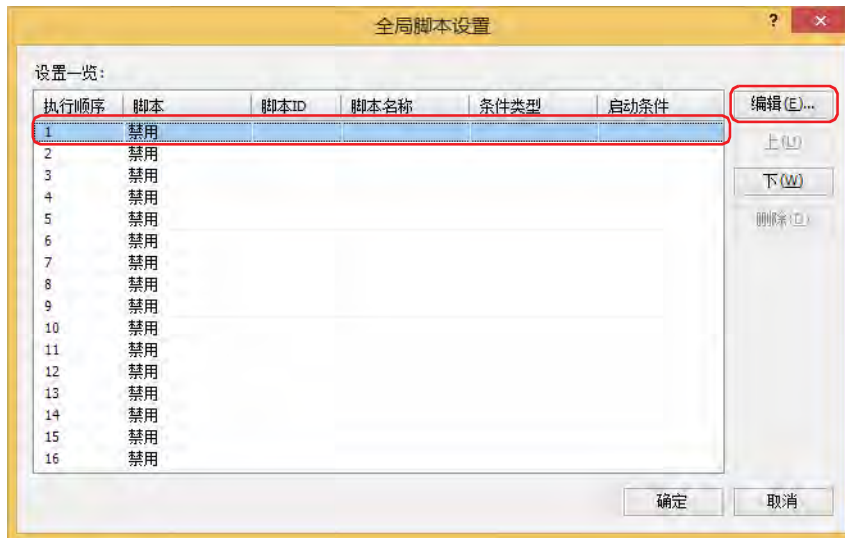 全局脚本设置 ? ×
设置一览:
执行顺序 脚本 脚本ID 脚本名称 条件类型 启动条件 编辑(E)...
1 禁用
上(U)
2 禁用
3 禁用 下(W)
4 禁用
5 禁用 删除(D)
6 禁用
7 禁用
8 禁用
9 禁用
10 禁用
11 禁用
12 禁用
13 禁用
14 禁用
15 禁用
16 禁用
确定 取消